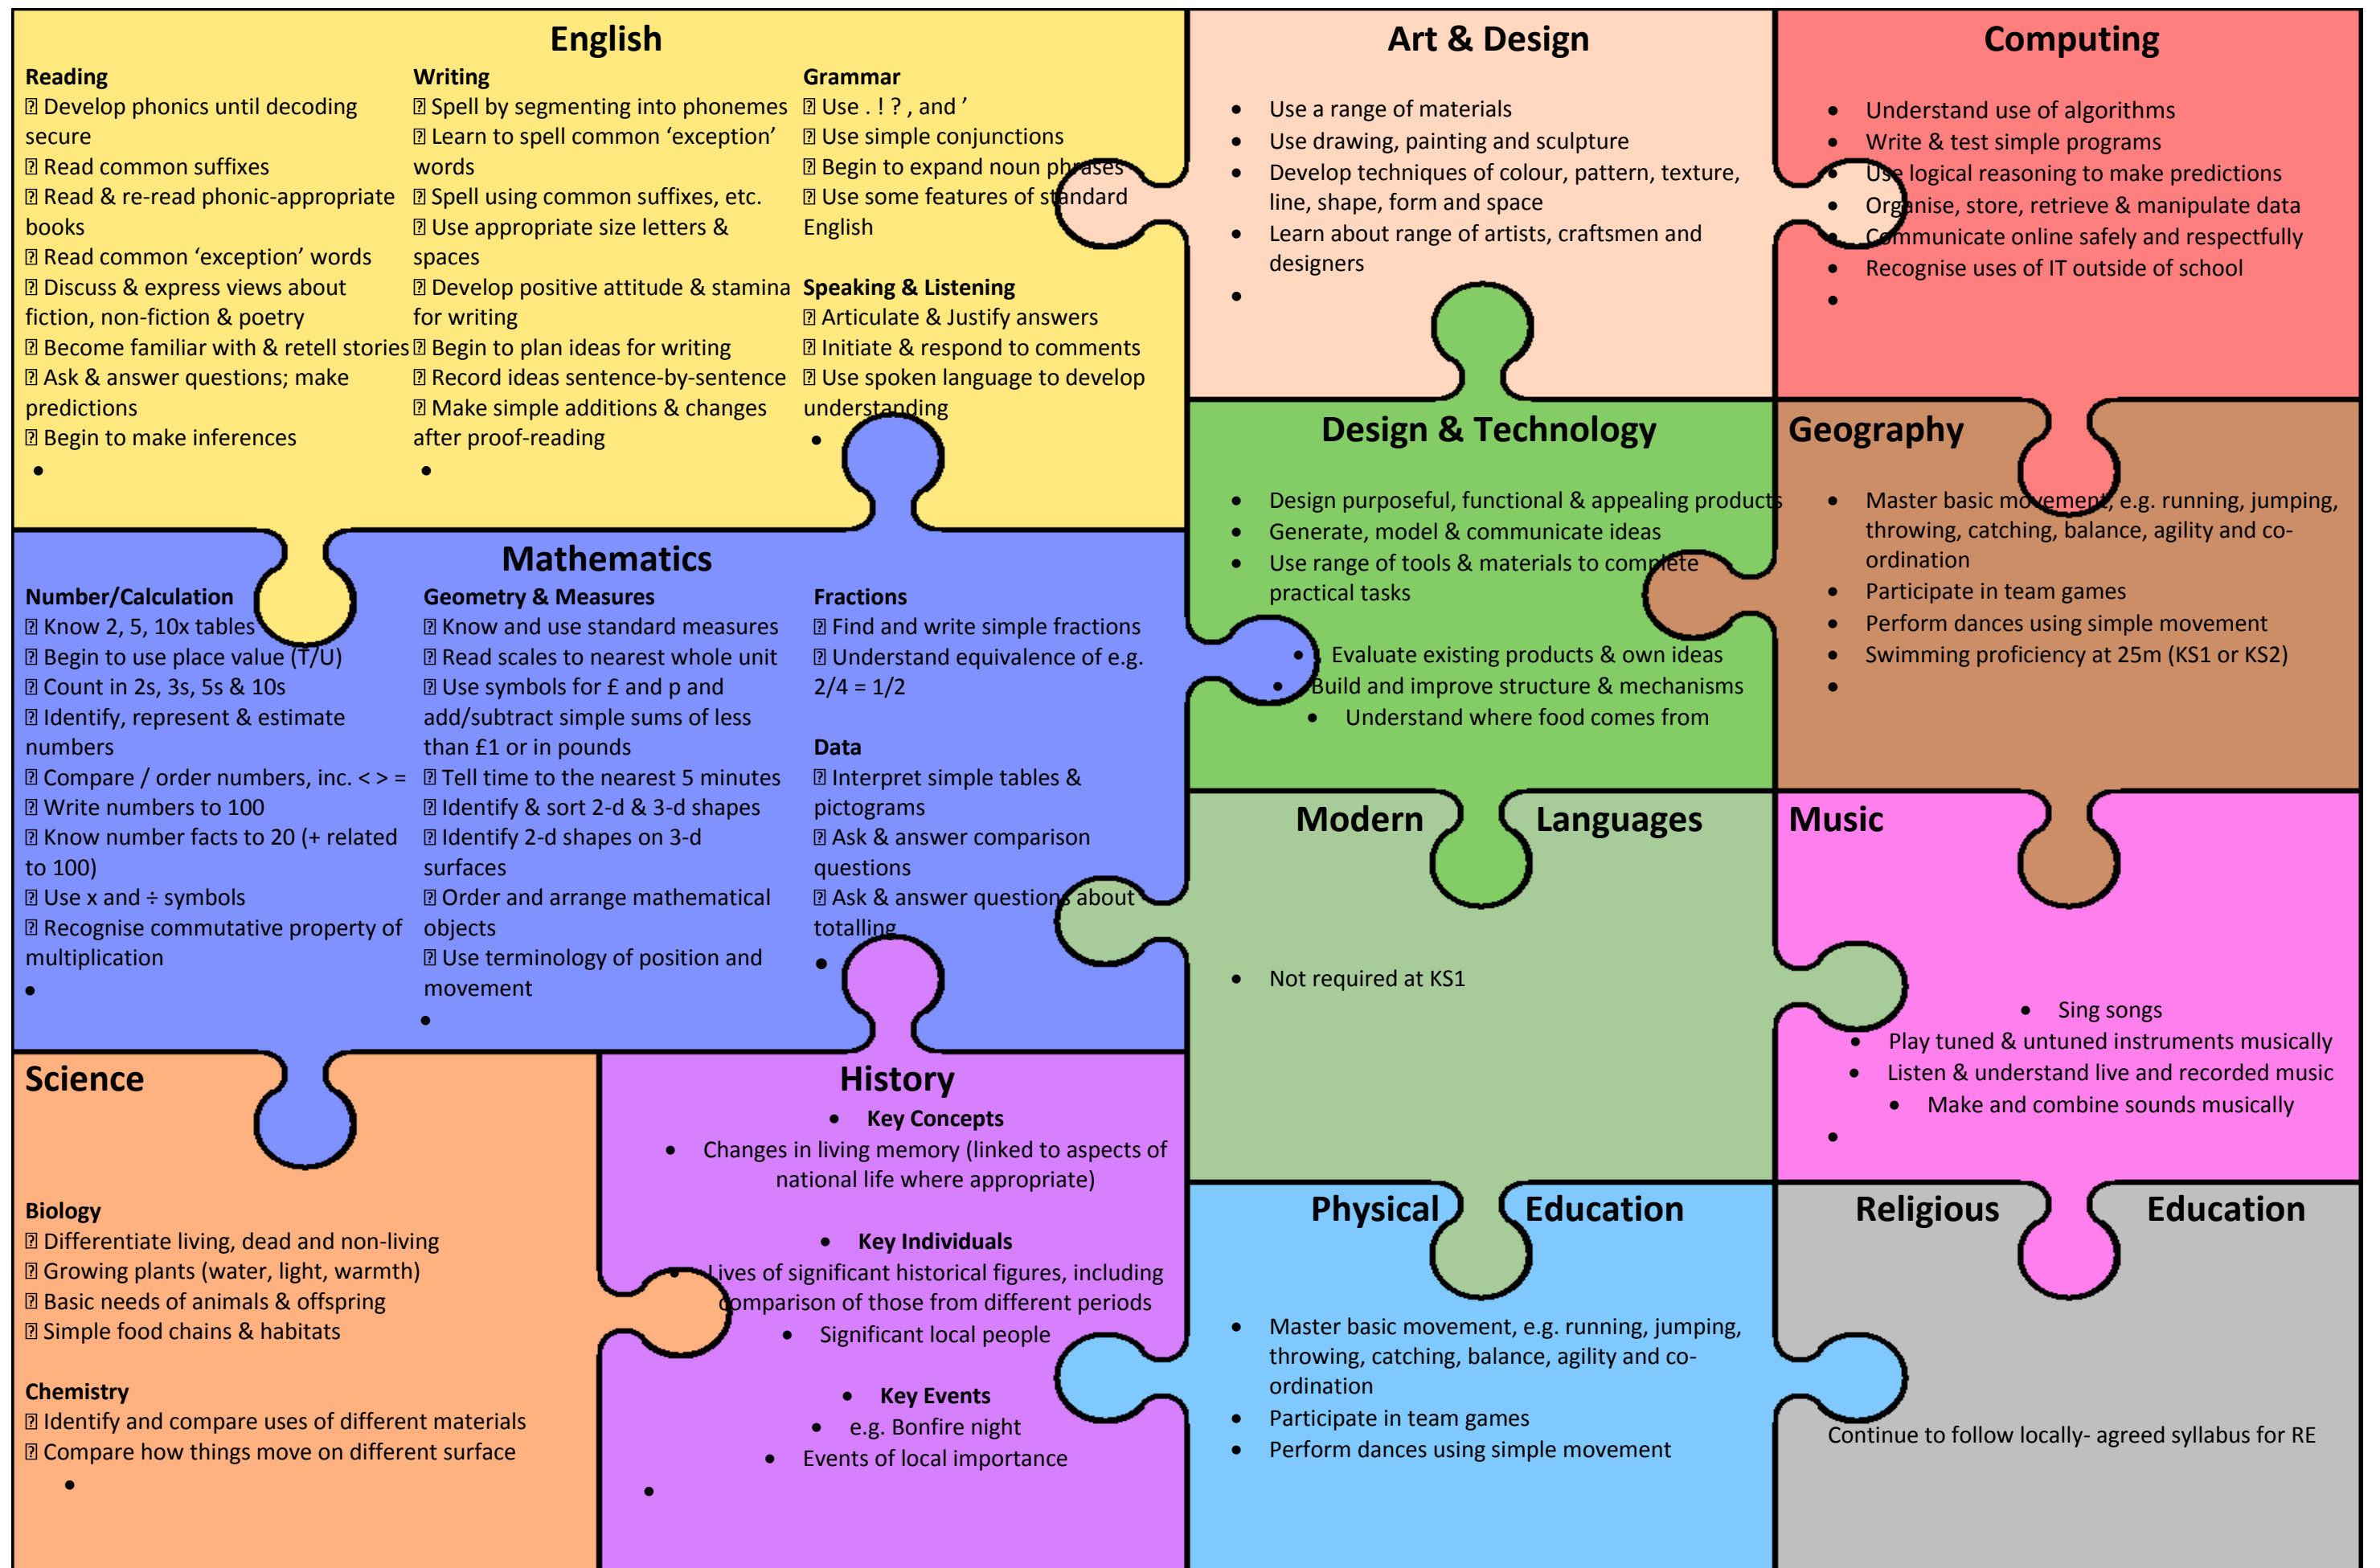 English
Reading
⍰ Develop phonics until decoding
secure
⍰ Read common suffixes
⍰ Read & re-read phonic-appropriate
books
⍰ Read common ‘exception’ words
⍰ Discuss & express views about
fiction, non-fiction & poetry
⍰ Become familiar with & retell stories
⍰ Ask & answer questions; make
predictions
⍰ Begin to make inferences
•
Writing
⍰ Spell by segmenting into phonemes
⍰ Learn to spell common ‘exception’
words
⍰ Spell using common suffixes, etc.
⍰ Use appropriate size letters &
spaces
⍰ Develop positive attitude & stamina
for writing
⍰ Begin to plan ideas for writing
⍰ Record ideas sentence-by-sentence
⍰ Make simple additions & changes
after proof-reading
•
Grammar
⍰ Use . ! ? , and ’
⍰ Use simple conjunctions
⍰ Begin to expand noun phrases
⍰ Use some features of standard
English
Speaking & Listening
⍰ Articulate & Justify answers
⍰ Initiate & respond to comments
⍰ Use spoken language to develop
understanding
•
Art & Design
• Use a range of materials
• Use drawing, painting and sculpture
• Develop techniques of colour, pattern, texture,
line, shape, form and space
• Learn about range of artists, craftsmen and
designers
•
Computing
• Understand use of algorithms
• Write & test simple programs
• Use logical reasoning to make predictions
• Organise, store, retrieve & manipulate data
• Communicate online safely and respectfully
• Recognise uses of IT outside of school
•
Mathematics
Number/Calculation
⍰ Know 2, 5, 10x tables
⍰ Begin to use place value (T/U)
⍰ Count in 2s, 3s, 5s & 10s
⍰ Identify, represent & estimate
numbers
⍰ Compare / order numbers, inc. < > =
⍰ Write numbers to 100
⍰ Know number facts to 20 (+ related
to 100)
⍰ Use x and ÷ symbols
⍰ Recognise commutative property of
multiplication
•
Geometry & Measures
⍰ Know and use standard measures
⍰ Read scales to nearest whole unit
⍰ Use symbols for £ and p and
add/subtract simple sums of less
than £1 or in pounds
⍰ Tell time to the nearest 5 minutes
⍰ Identify & sort 2-d & 3-d shapes
⍰ Identify 2-d shapes on 3-d
surfaces
⍰ Order and arrange mathematical
objects
⍰ Use terminology of position and
movement
•
Fractions
⍰ Find and write simple fractions
⍰ Understand equivalence of e.g.
2/4 = 1/2
Data
⍰ Interpret simple tables &
pictograms
⍰ Ask & answer comparison
questions
⍰ Ask & answer questions about
totalling
•
Design & Technology
• Design purposeful, functional & appealing products
• Generate, model & communicate ideas
• Use range of tools & materials to complete
practical tasks
• Evaluate existing products & own ideas
• Build and improve structure & mechanisms
• Understand where food comes from
Geography
• Master basic movement, e.g. running, jumping,
throwing, catching, balance, agility and co-
ordination
• Participate in team games
• Perform dances using simple movement
• Swimming proficiency at 25m (KS1 or KS2)
•
Modern Languages
• Not required at KS1
Music
• Sing songs
• Play tuned & untuned instruments musically
• Listen & understand live and recorded music
• Make and combine sounds musically
•
Science
Biology
⍰ Differentiate living, dead and non-living
⍰ Growing plants (water, light, warmth)
⍰ Basic needs of animals & offspring
⍰ Simple food chains & habitats
Chemistry
⍰ Identify and compare uses of different materials
⍰ Compare how things move on different surface
•
History
• Key Concepts
• Changes in living memory (linked to aspects of
national life where appropriate)
• Key Individuals
• Lives of significant historical figures, including
comparison of those from different periods
• Significant local people
• Key Events
• e.g. Bonfire night
• Events of local importance
•
Physical Education
• Master basic movement, e.g. running, jumping,
throwing, catching, balance, agility and co-
ordination
• Participate in team games
• Perform dances using simple movement
Religious Education
Continue to follow locally- agreed syllabus for RE